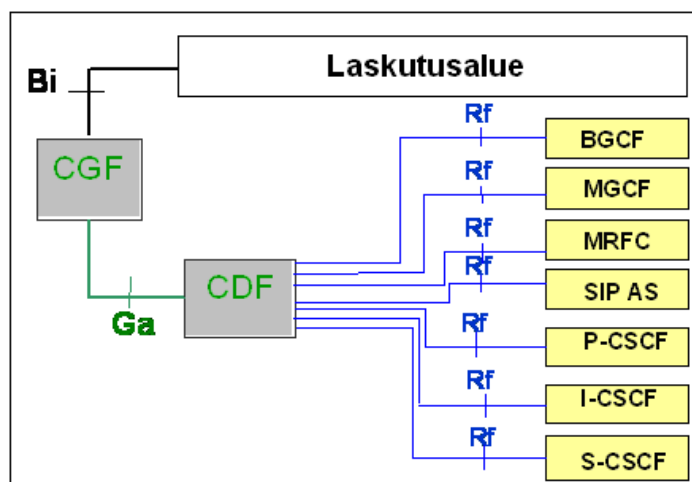 Laskutusalue
Bi
CGF
Rf
BGCF
Rf
MGCF
Rf
MRFC
Rf
SIP AS
CDF
Ga
Rf
P-CSCF
Rf
I-CSCF
Rf
S-CSCF